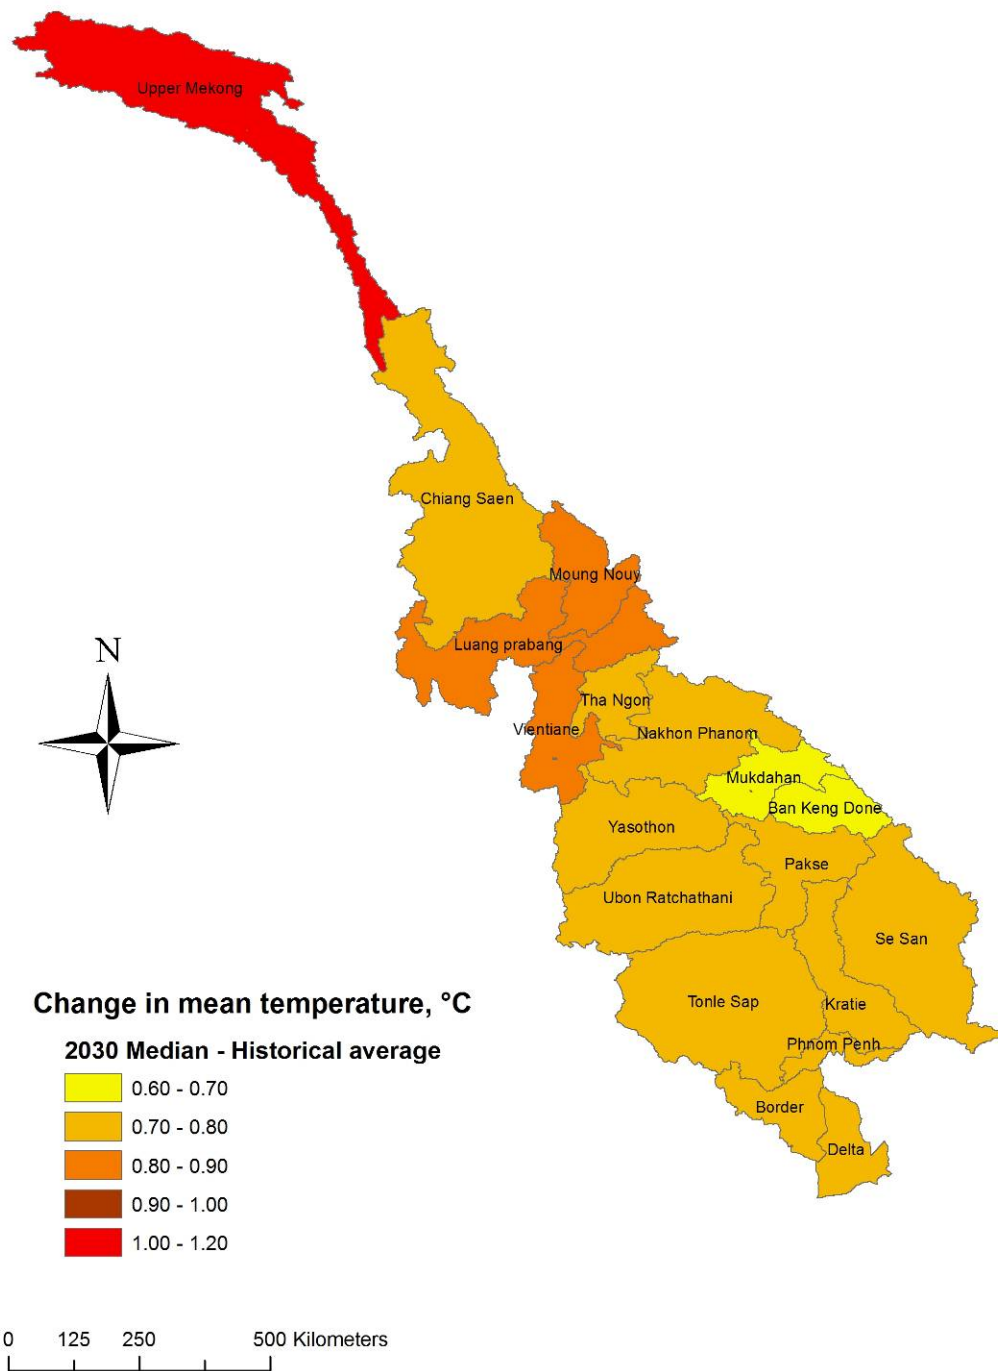 Upper Mekong
Chiang Saen
Moung Nouy
N
Luang prabang
Tha Ngon
Vientiane
Nakhon Phanom
Mukdahan
Ban Keng Done
Yasothon
Pakse
Ubon Ratchathani
Se San
Tonle Sap
Kratie
Phnom Penh
Border
Delta
Change in mean temperature, °C
2030 Median - Historical average
0.60 - 0.70
0.70 - 0.80
0.80 - 0.90
0.90 - 1.00
1.00 - 1.20
0 125 250 500 Kilometers